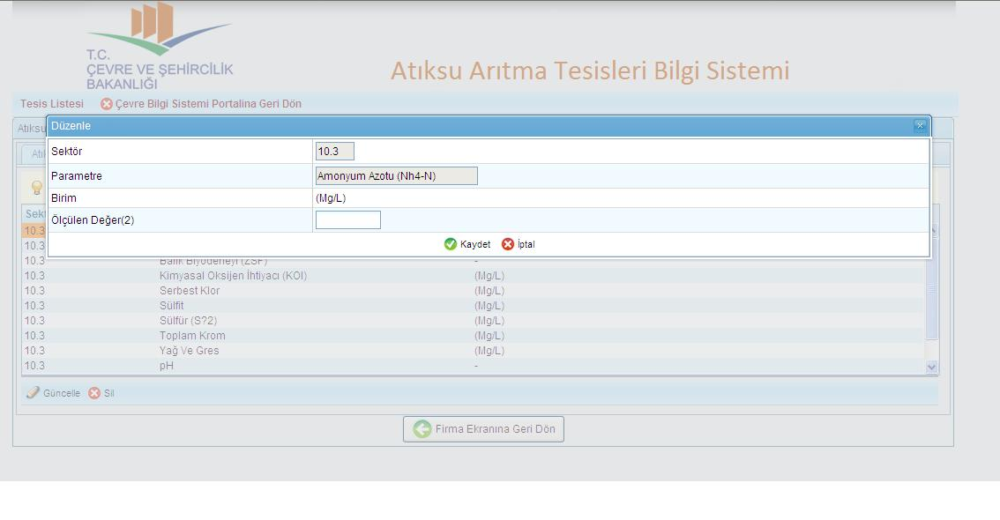 T.C.
ÇEVRE VE ŞEHİRCİLİK
BAKANLIĞI
Atıksu Arıtma Tesisleri Bilgi Sistemi
Tesis Listesi Çevre Bilgi Sistemi Portalina Geri Dön
Atıksu
Düzenle
Sektör 10.3
Parametre Amonyum Azotu (Nh4-N)
Birim (Mg/L)
Ölçülen Değer(2)
Kaydet İptal
10.3
10.3
10.3 Balık Biyodeneyi (ZSF) -
10.3 Kimyasal Oksijen İhtiyacı (KOI) (Mg/L)
10.3 Serbest Klor (Mg/L)
10.3 Sülfit (Mg/L)
10.3 Sülfür (S?2) (Mg/L)
10.3 Toplam Krom (Mg/L)
10.3 Yağ Ve Gres (Mg/L)
10.3 pH -
Güncelle Sil
Firma Ekranına Geri Dön